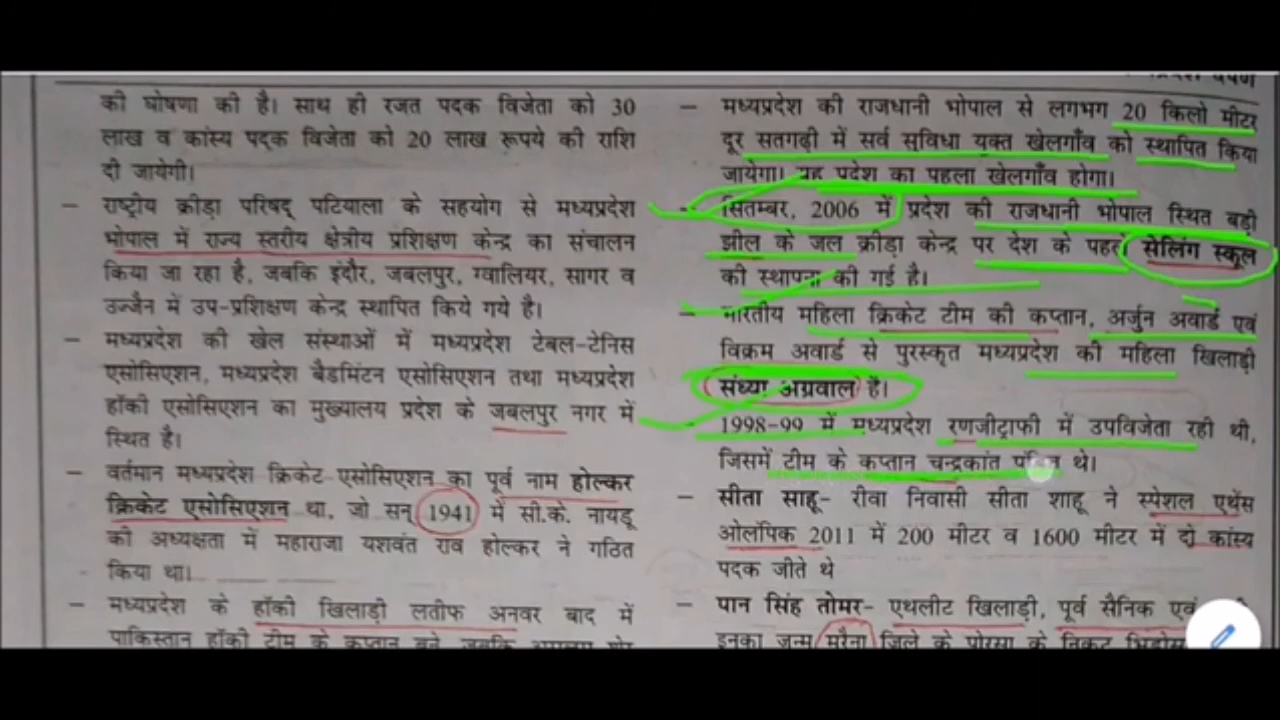 की घोषणा की है। साथ ही रजत पदक विजेता को 30
लाख व कांस्य पदक विजेता को 20 लाख रूपये की राशि
दी जायेगी।
– राष्ट्रीय क्रीड़ा परिषद् पटियाला के सहयोग से मध्यप्रदेश
भोपाल में राज्य स्तरीय क्षेत्रीय प्रशिक्षण केन्द्र का संचालन
किया जा रहा है, जबकि इंदौर, जबलपुर, ग्वालियर, सागर व
उज्जैन में उप-प्रशिक्षण केन्द्र स्थापित किये गये है।
– मध्यप्रदेश की खेल संस्थाओं में मध्यप्रदेश टेबल-टेनिस
एसोसिएशन, मध्यप्रदेश बैडमिंटन एसोसिएशन तथा मध्यप्रदेश
हॉकी एसोसिएशन का मुख्यालय प्रदेश के जबलपुर नगर में
स्थित है।
– वर्तमान मध्यप्रदेश क्रिकेट-एसोसिएशन का पूर्व नाम होल्कर
क्रिकेट एसोसिएशन था, जो सन् 1941 में सी.के. नायडू
की अध्यक्षता में महाराजा यशवंत राव होल्कर ने गठित
किया था।
– मध्यप्रदेश के हॉकी खिलाड़ी लतीफ अनवर बाद में
पाकिस्तान हॉकी टीम के कप्तान बने, जबकि
– मध्यप्रदेश की राजधानी भोपाल से लगभग 20 किलो मीटर
दूर सतगढ़ी में सर्व सुविधा युक्त खेलगाँव को स्थापित किया
जायेगा। यह प्रदेश का पहला खेलगाँव होगा।
– सितम्बर, 2006 में प्रदेश की राजधानी भोपाल स्थित बड़ी
झील के जल क्रीड़ा केन्द्र पर देश के पहले सेलिंग स्कूल
की स्थापना की गई है।
– भारतीय महिला क्रिकेट टीम की कप्तान, अर्जुन अवार्ड एवं
विक्रम अवार्ड से पुरस्कृत मध्यप्रदेश की महिला खिलाड़ी
संध्या अग्रवाल हैं।
– 1998-99 में मध्यप्रदेश रणजीट्राफी में उपविजेता रही थी,
जिसमें टीम के कप्तान चन्द्रकांत थे।
– सीता साहू- रीवा निवासी सीता शाहू ने स्पेशल एथेंस
ओलंपिक 2011 में 200 मीटर व 1600 मीटर में दो कांस्य
पदक जीते थे
– पान सिंह तोमर- एथलीट खिलाड़ी, पूर्व सैनिक एवं
इनका जन्म मुरैना जिले के पोरसा के निकट